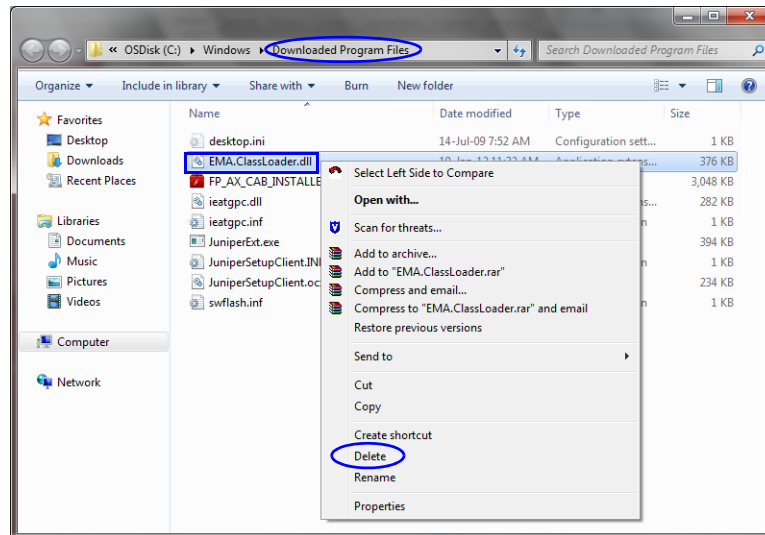 « OSDisk (C:) ▸ Windows ▸ Downloaded Program Files
Search Downloaded Program Files
Organize Include in library Share with Burn New folder
Favorites
Desktop
Downloads
Recent Places
Libraries
Documents
Music
Pictures
Videos
Computer
Network
Name Date modified Type Size
desktop.ini 14-Jul-09 7:52 AM Configuration sett... 1 KB
EMA.ClassLoader.dll 376 KB
FP_AX_CAB_INSTALLE 3,048 KB
ieatgpc.dll 282 KB
ieatgpc.inf 1 KB
JuniperExt.exe 394 KB
JuniperSetupClient.INI 1 KB
JuniperSetupClient.oc 234 KB
swflash.inf 1 KB
Select Left Side to Compare
Open with...
Scan for threats...
Add to archive...
Add to "EMA.ClassLoader.rar"
Compress and email...
Compress to "EMA.ClassLoader.rar" and email
Restore previous versions
Send to
Cut
Copy
Create shortcut
Delete
Rename
Properties